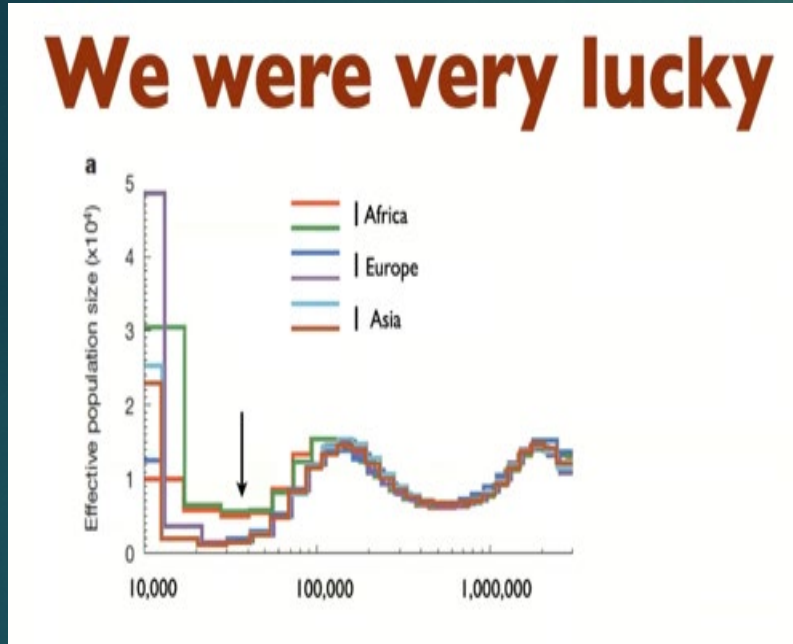 We were very lucky
a
Effective population size (x10⁴)
5
4
3
2
1
0
Africa
Europe
Asia
10,000 100,000 1,000,000